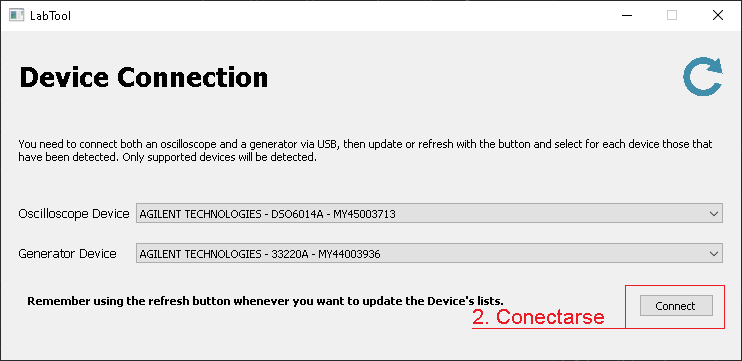 LabTool
Device Connection
You need to connect both an oscilloscope and a generator via USB, then update or refresh with the button and select for each device those that
have been detected. Only supported devices will be detected.
Oscilloscope Device AGILENT TECHNOLOGIES - DSO6014A - MY45003713
Generator Device AGILENT TECHNOLOGIES - 33220A - MY44003936
Remember using the refresh button whenever you want to update the Device's lists.
Connect
2. Conectarse